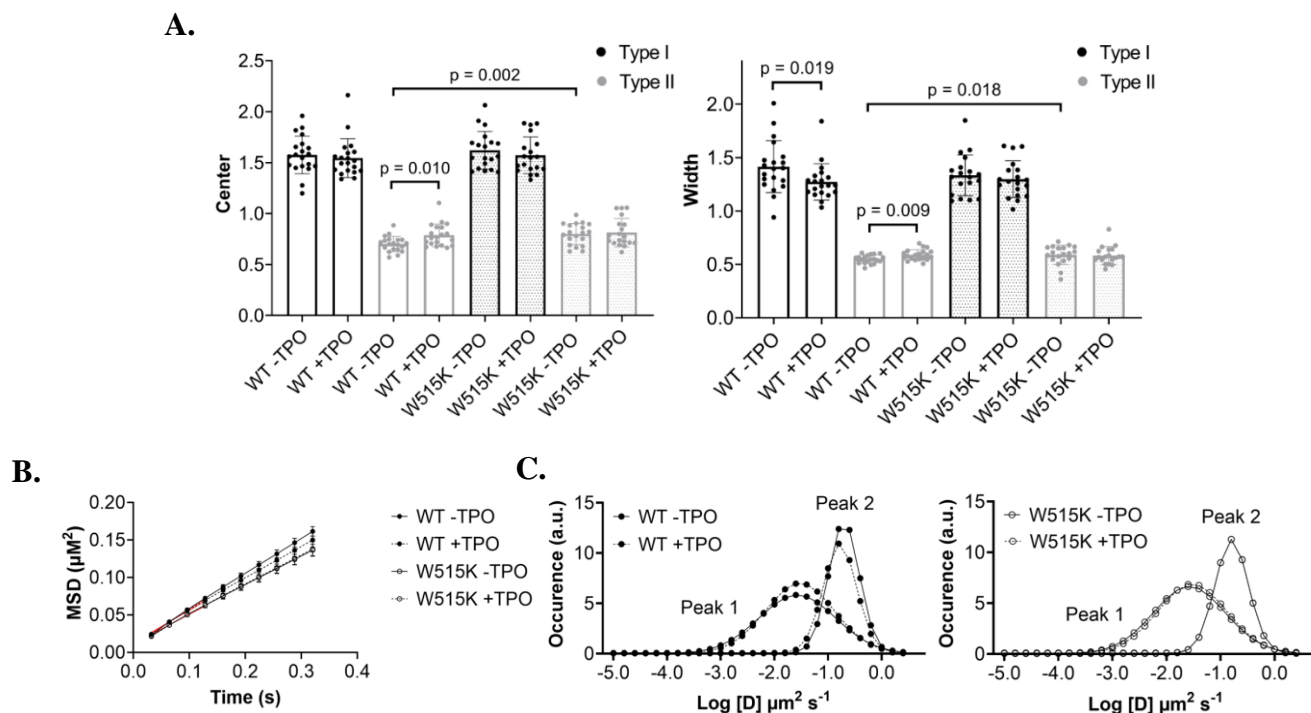 A.
Type I
Type II
Center
2.5
2.0
1.5
1.0
0.5
0.0
p = 0.002
p = 0.010
WT -TPO
WT +TPO
WT -TPO
WT +TPO
W515K -TPO
W515K +TPO
W515K -TPO
W515K +TPO
Type I
Type II
Width
2.0
1.5
1.0
0.5
0.0
p = 0.019
p = 0.018
p = 0.009
WT -TPO
WT +TPO
WT -TPO
WT +TPO
W515K -TPO
W515K +TPO
W515K -TPO
W515K +TPO
B.
MSD (µM²)
0.20
0.15
0.10
0.05
0.00
0.0 0.1 0.2 0.3 0.4
Time (s)
WT -TPO
WT +TPO
W515K -TPO
W515K +TPO
C.
Occurence (a.u.)
15
10
5
0
WT -TPO
WT +TPO
Peak 1
Peak 2
-5.0 -4.0 -3.0 -2.0 -1.0 0.0
Log [D] µm² s⁻¹
Occurence (a.u.)
15
10
5
0
W515K -TPO
W515K +TPO
Peak 1
Peak 2
-5.0 -4.0 -3.0 -2.0 -1.0 0.0
Log [D] µm² s⁻¹